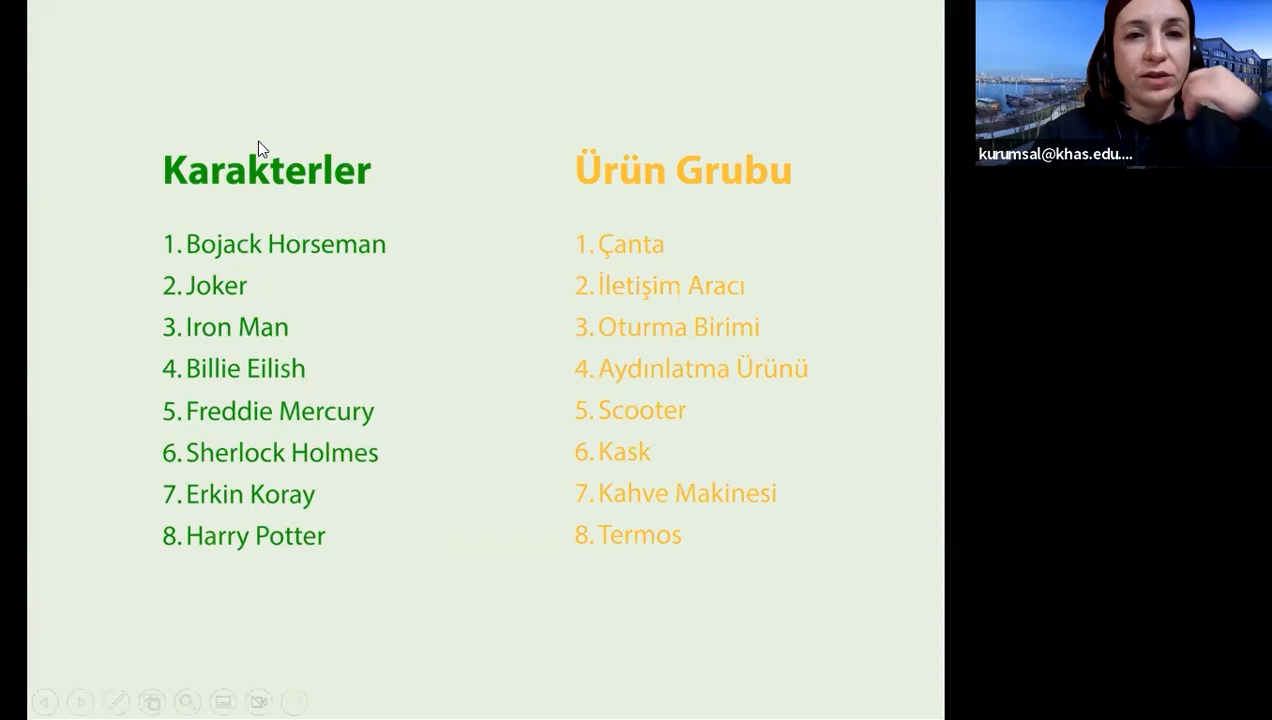 Karakterler
1. Bojack Horseman
2. Joker
3. Iron Man
4. Billie Eilish
5. Freddie Mercury
6. Sherlock Holmes
7. Erkin Koray
8. Harry Potter
Ürün Grubu
1. Çanta
2. İletişim Aracı
3. Oturma Birimi
4. Aydınlatma Ürünü
5. Scooter
6. Kask
7. Kahve Makinesi
8. Termos
kurumsal@khas.edu....